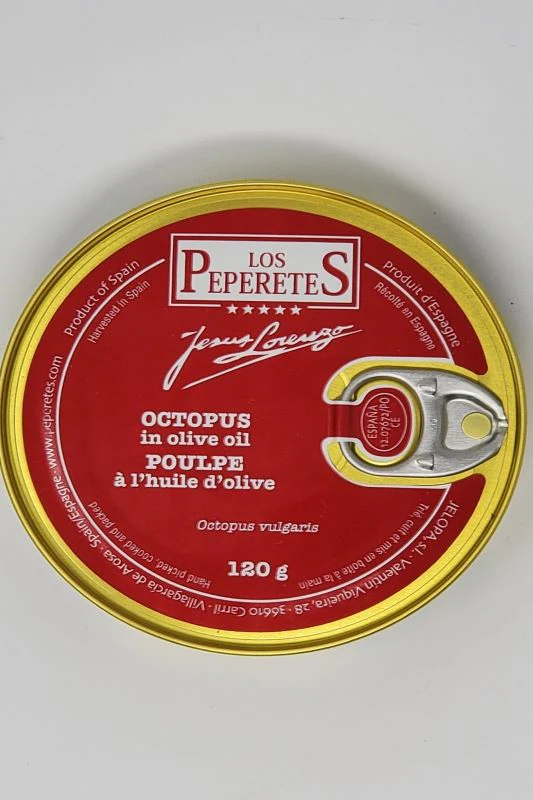 LOS
PEPERETES
★★★★★
Jesus Lorenzo
Product of Spain
Harvested in Spain
Produit d'Espagne
Récolté en Espagne
OCTOPUS
in olive oil
POULPE
à l'huile d'olive
Octopus vulgaris
120 g
ESPAÑA
12.07672/PO
CE
Hand picked, cooked and packed
Trié cuit et mis en boîte à la main
JELOPA, s.l. · Valentín Viqueira, 28 · 36610 Carril · Villagarcía de Arosa · Spain/Espagne · www.peperetes.com